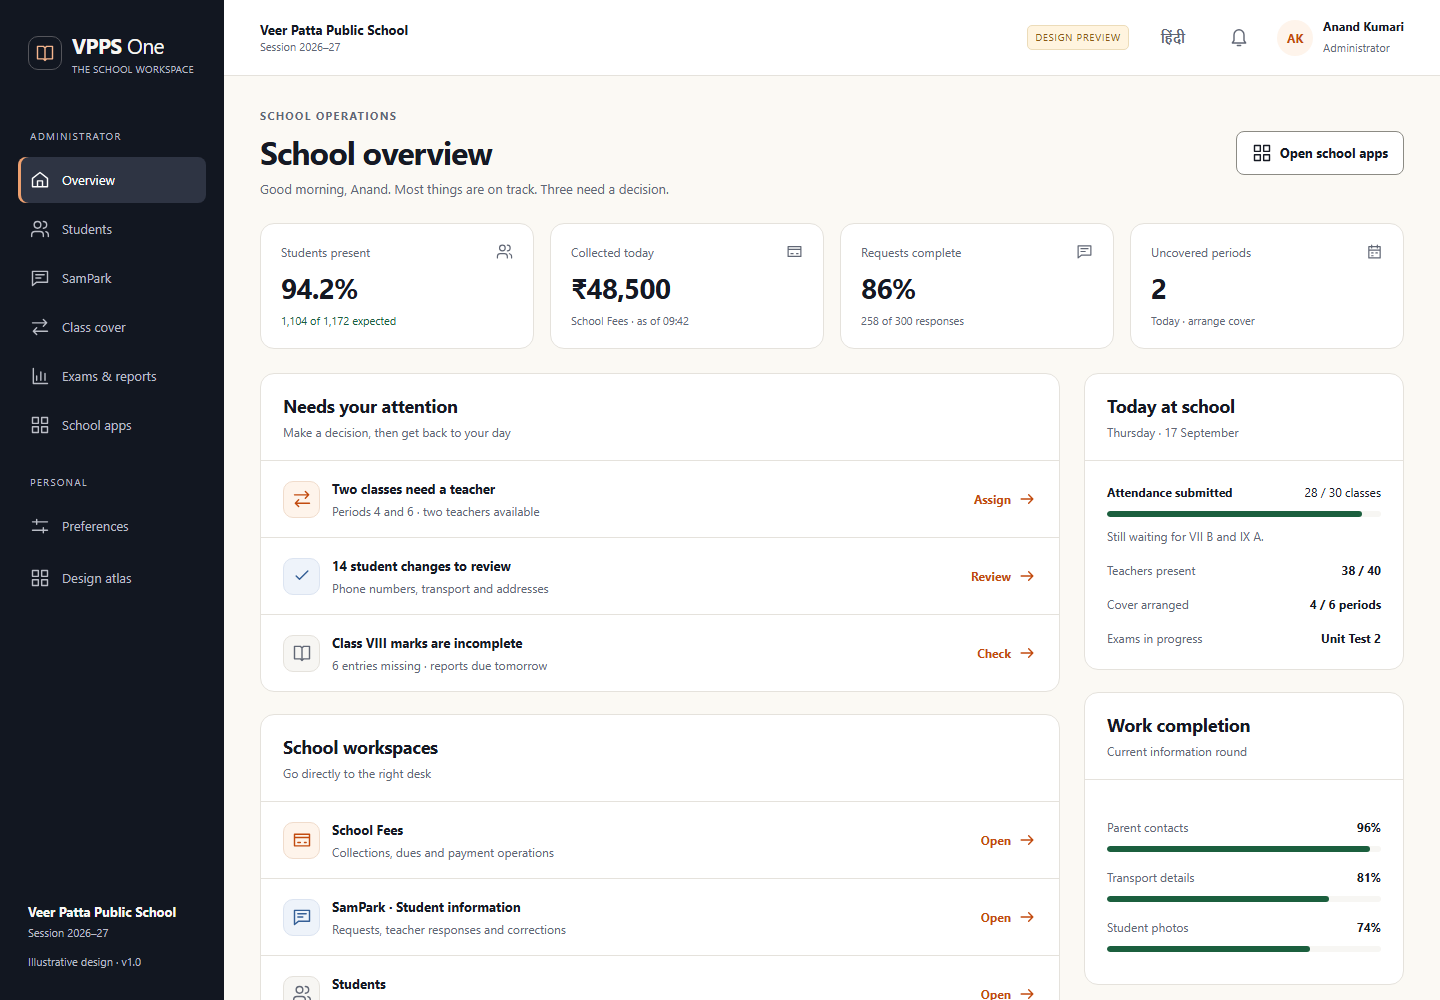 VPPS One
THE SCHOOL WORKSPACE
ADMINISTRATOR
Overview
Students
SamPark
Class cover
Exams & reports
School apps
PERSONAL
Preferences
Design atlas
Veer Patta Public School
Session 2026–27
Illustrative design · v1.0
Veer Patta Public School
Session 2026–27
DESIGN PREVIEW
हिंदी
AK
Anand Kumari
Administrator
SCHOOL OPERATIONS
School overview
Good morning, Anand. Most things are on track. Three need a decision.
Open school apps
Students present
94.2%
1,104 of 1,172 expected
Collected today
₹48,500
School Fees · as of 09:42
Requests complete
86%
258 of 300 responses
Uncovered periods
2
Today · arrange cover
Needs your attention
Make a decision, then get back to your day
Two classes need a teacher
Periods 4 and 6 · two teachers available
Assign
14 student changes to review
Phone numbers, transport and addresses
Review
Class VIII marks are incomplete
6 entries missing · reports due tomorrow
Check
School workspaces
Go directly to the right desk
School Fees
Collections, dues and payment operations
Open
SamPark · Student information
Requests, teacher responses and corrections
Open
Students
Open
Today at school
Thursday · 17 September
Attendance submitted 28 / 30 classes
Still waiting for VII B and IX A.
Teachers present 38 / 40
Cover arranged 4 / 6 periods
Exams in progress Unit Test 2
Work completion
Current information round
Parent contacts 96%
Transport details 81%
Student photos 74%